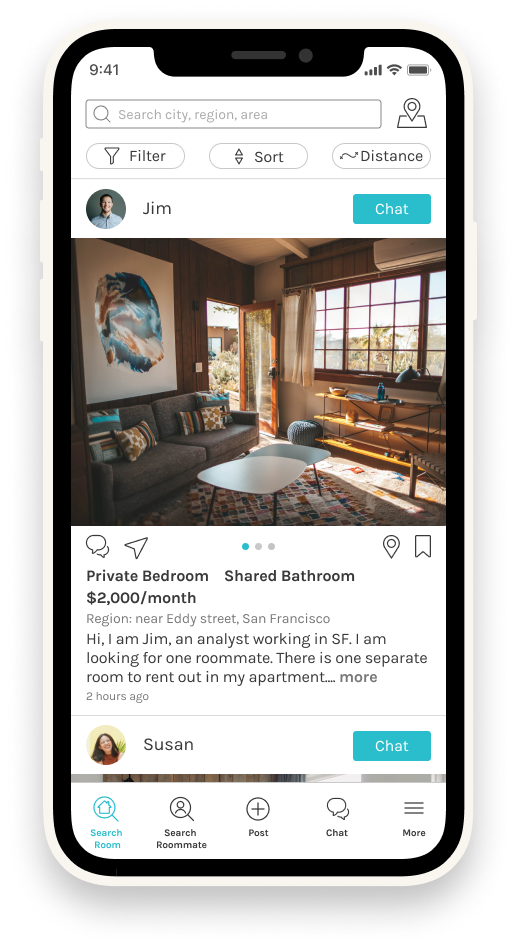 9:41
Search city, region, area
Filter Sort Distance
Jim Chat
Private Bedroom Shared Bathroom
$2,000/month
Region: near Eddy street, San Francisco
Hi, I am Jim, an analyst working in SF. I am
looking for one roommate. There is one separate
room to rent out in my apartment.... more
2 hours ago
Susan Chat
Search Room
Search Roommate
Post
Chat
More